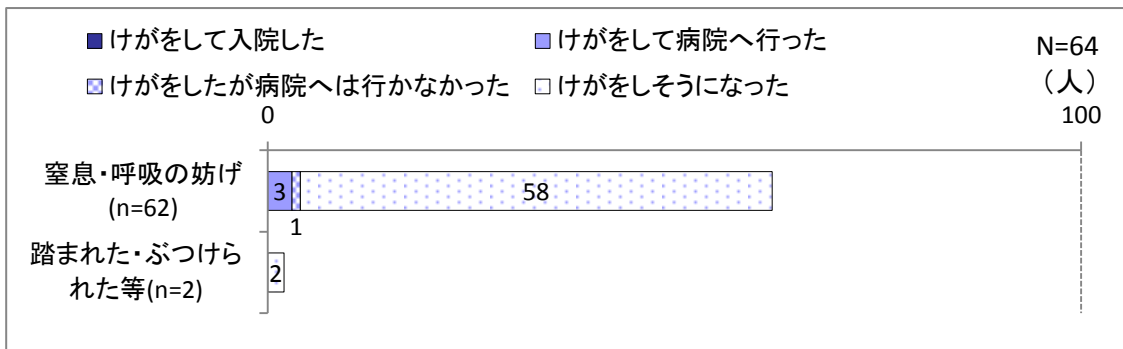 けがをして入院した けがをして病院へ行った N=64
けがをしたが病院へは行かなかった けがをしそうになった (人)
0 100
窒息・呼吸の妨げ
(n=62)
3 58
1
踏まれた・ぶつけら
れた等(n=2)
2